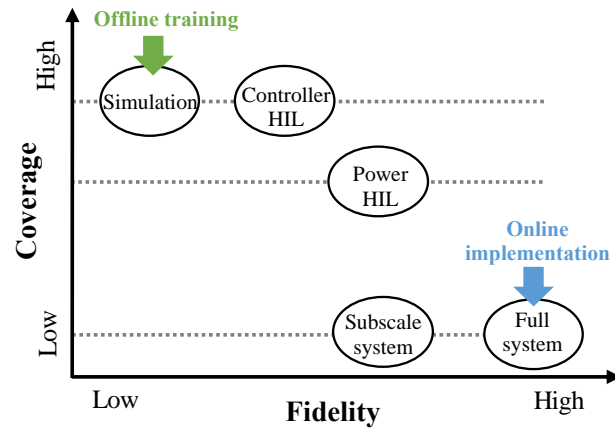 Offline training
High
Simulation
Controller
HIL
Coverage
Power
HIL
Online
implementation
Low
Subscale
system
Full
system
Low
Fidelity
High